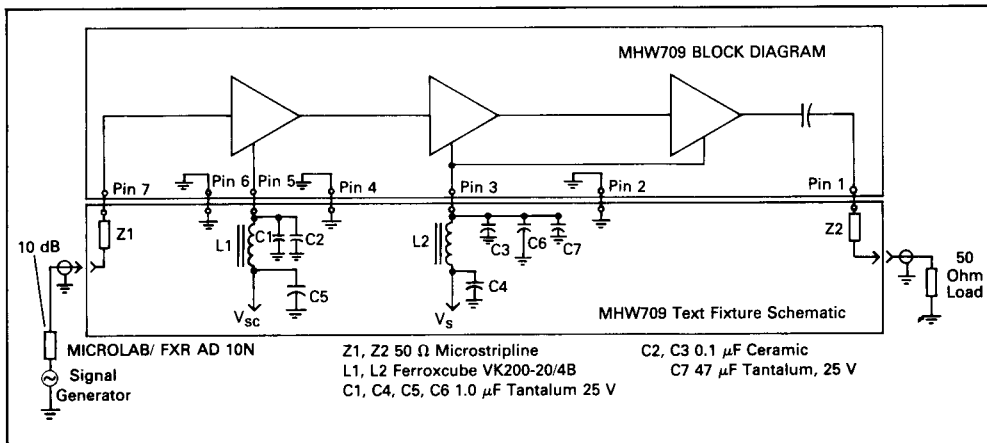 MHW709 BLOCK DIAGRAM
Pin 7
Pin 6
Pin 5
Pin 4
Pin 3
Pin 2
Pin 1
10 dB
Z1
L1
C1
C2
C5
VSC
L2
C3
C6
C7
C4
VS
Z2
50
Ohm
Load
MHW709 Text Fixture Schematic
MICROLAB/ FXR AD 10N
Signal
Generator
Z1, Z2 50 Ω Microstripline
L1, L2 Ferroxcube VK200-20/4B
C1, C4, C5, C6 1.0 μF Tantalum 25 V
C2, C3 0.1 μF Ceramic
C7 47 μF Tantalum, 25 V